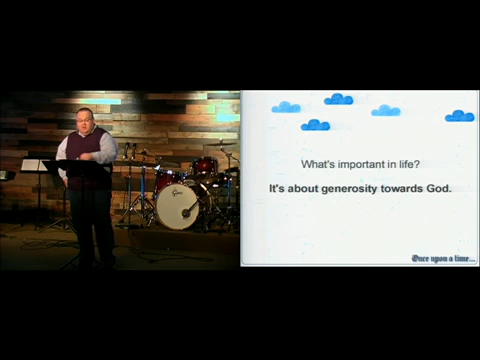 What's important in life?
It's about generosity towards God.
Once upon a time...